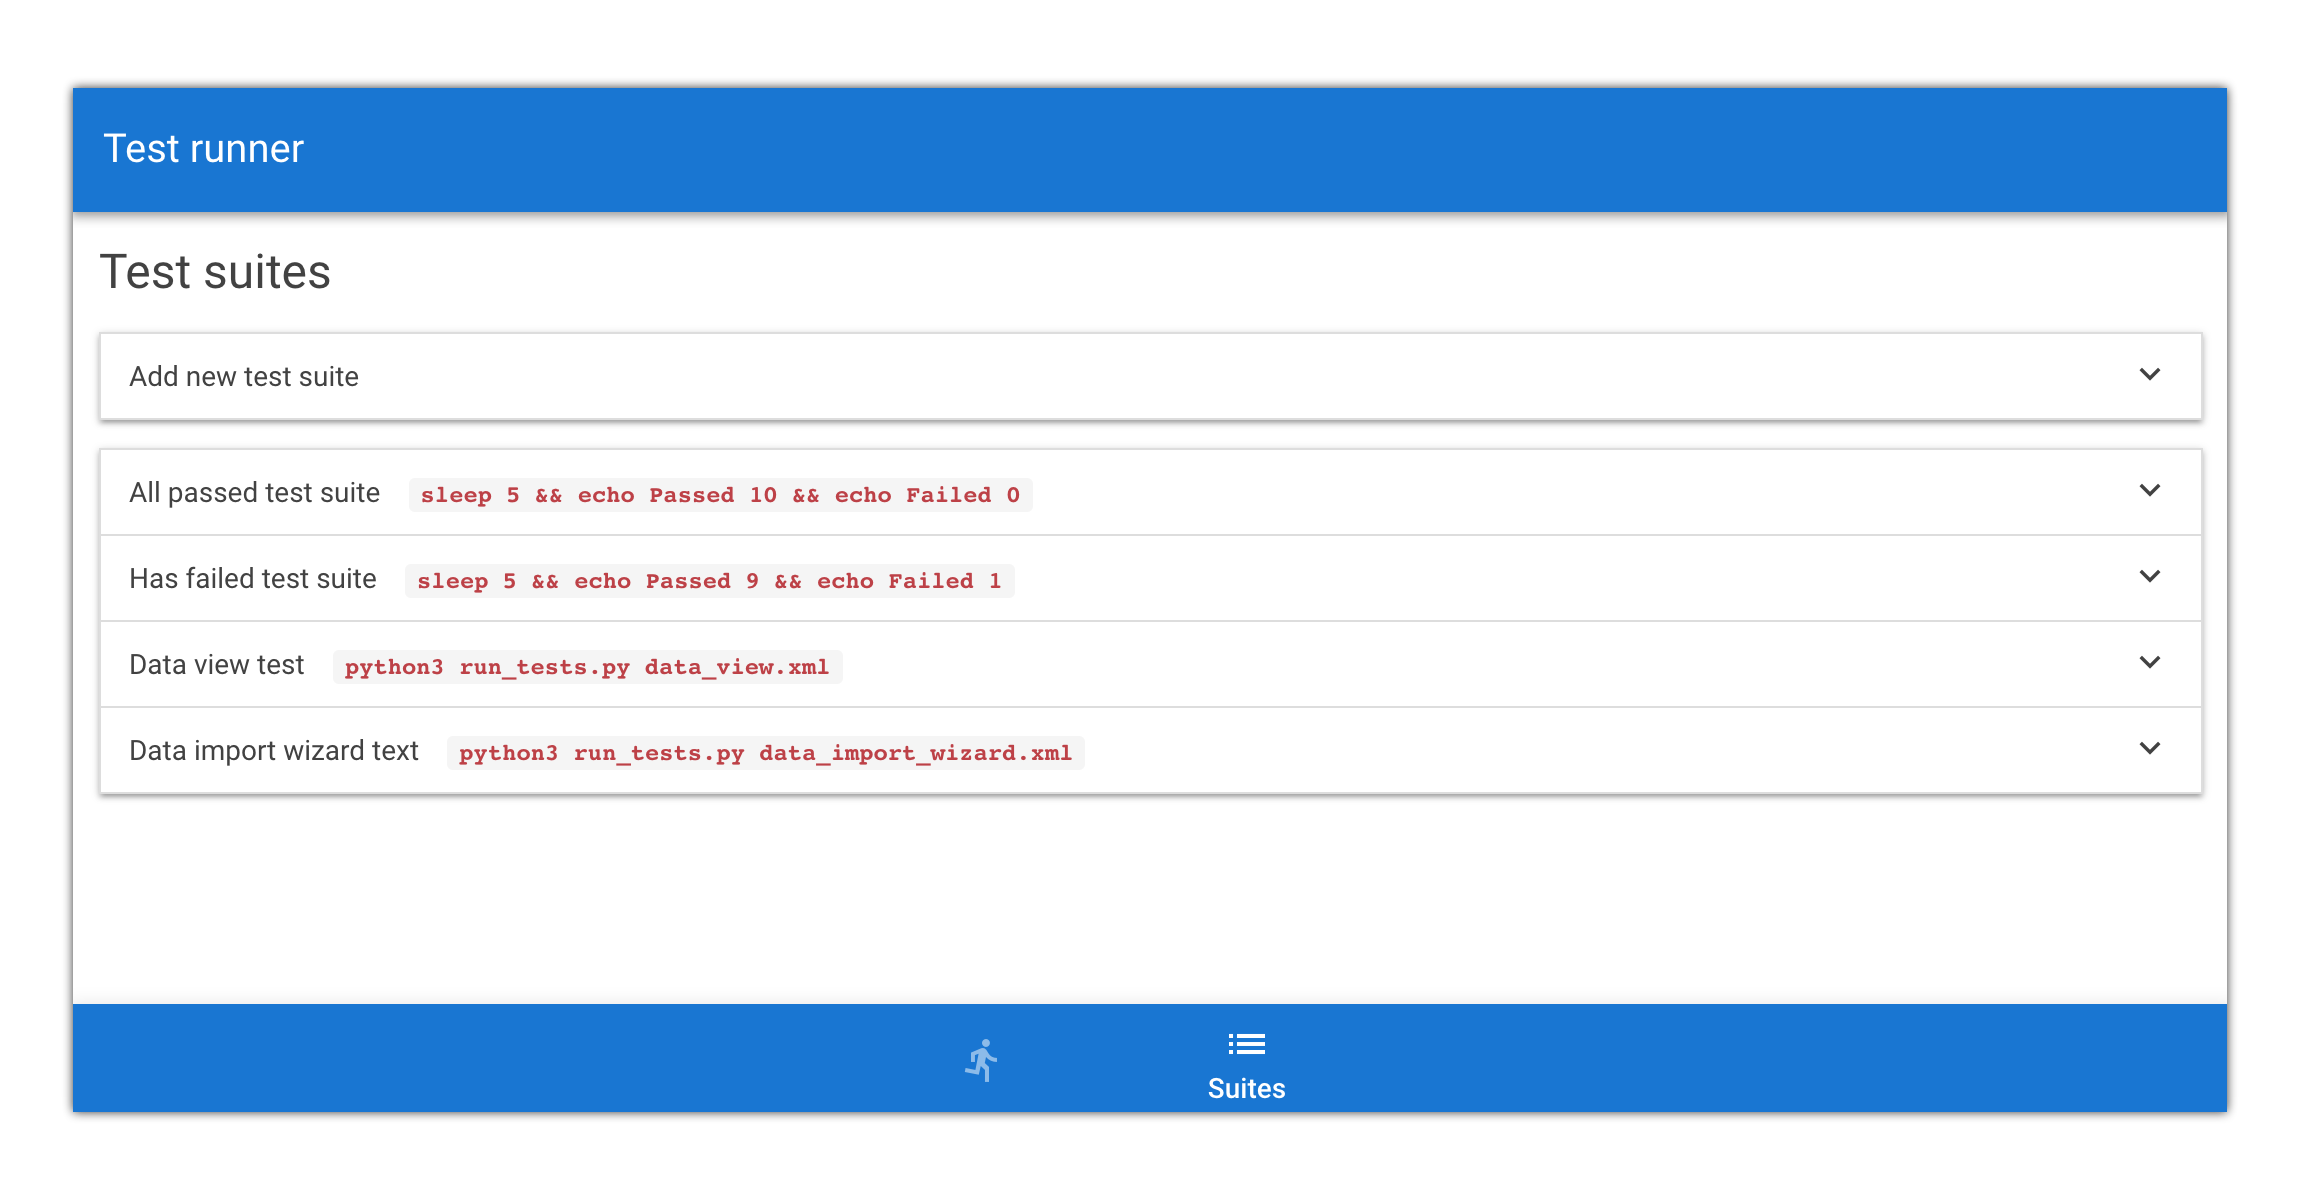 Test runner
Test suites
Add new test suite
All passed test suite sleep 5 && echo Passed 10 && echo Failed 0
Has failed test suite sleep 5 && echo Passed 9 && echo Failed 1
Data view test python3 run_tests.py data_view.xml
Data import wizard text python3 run_tests.py data_import_wizard.xml
Suites